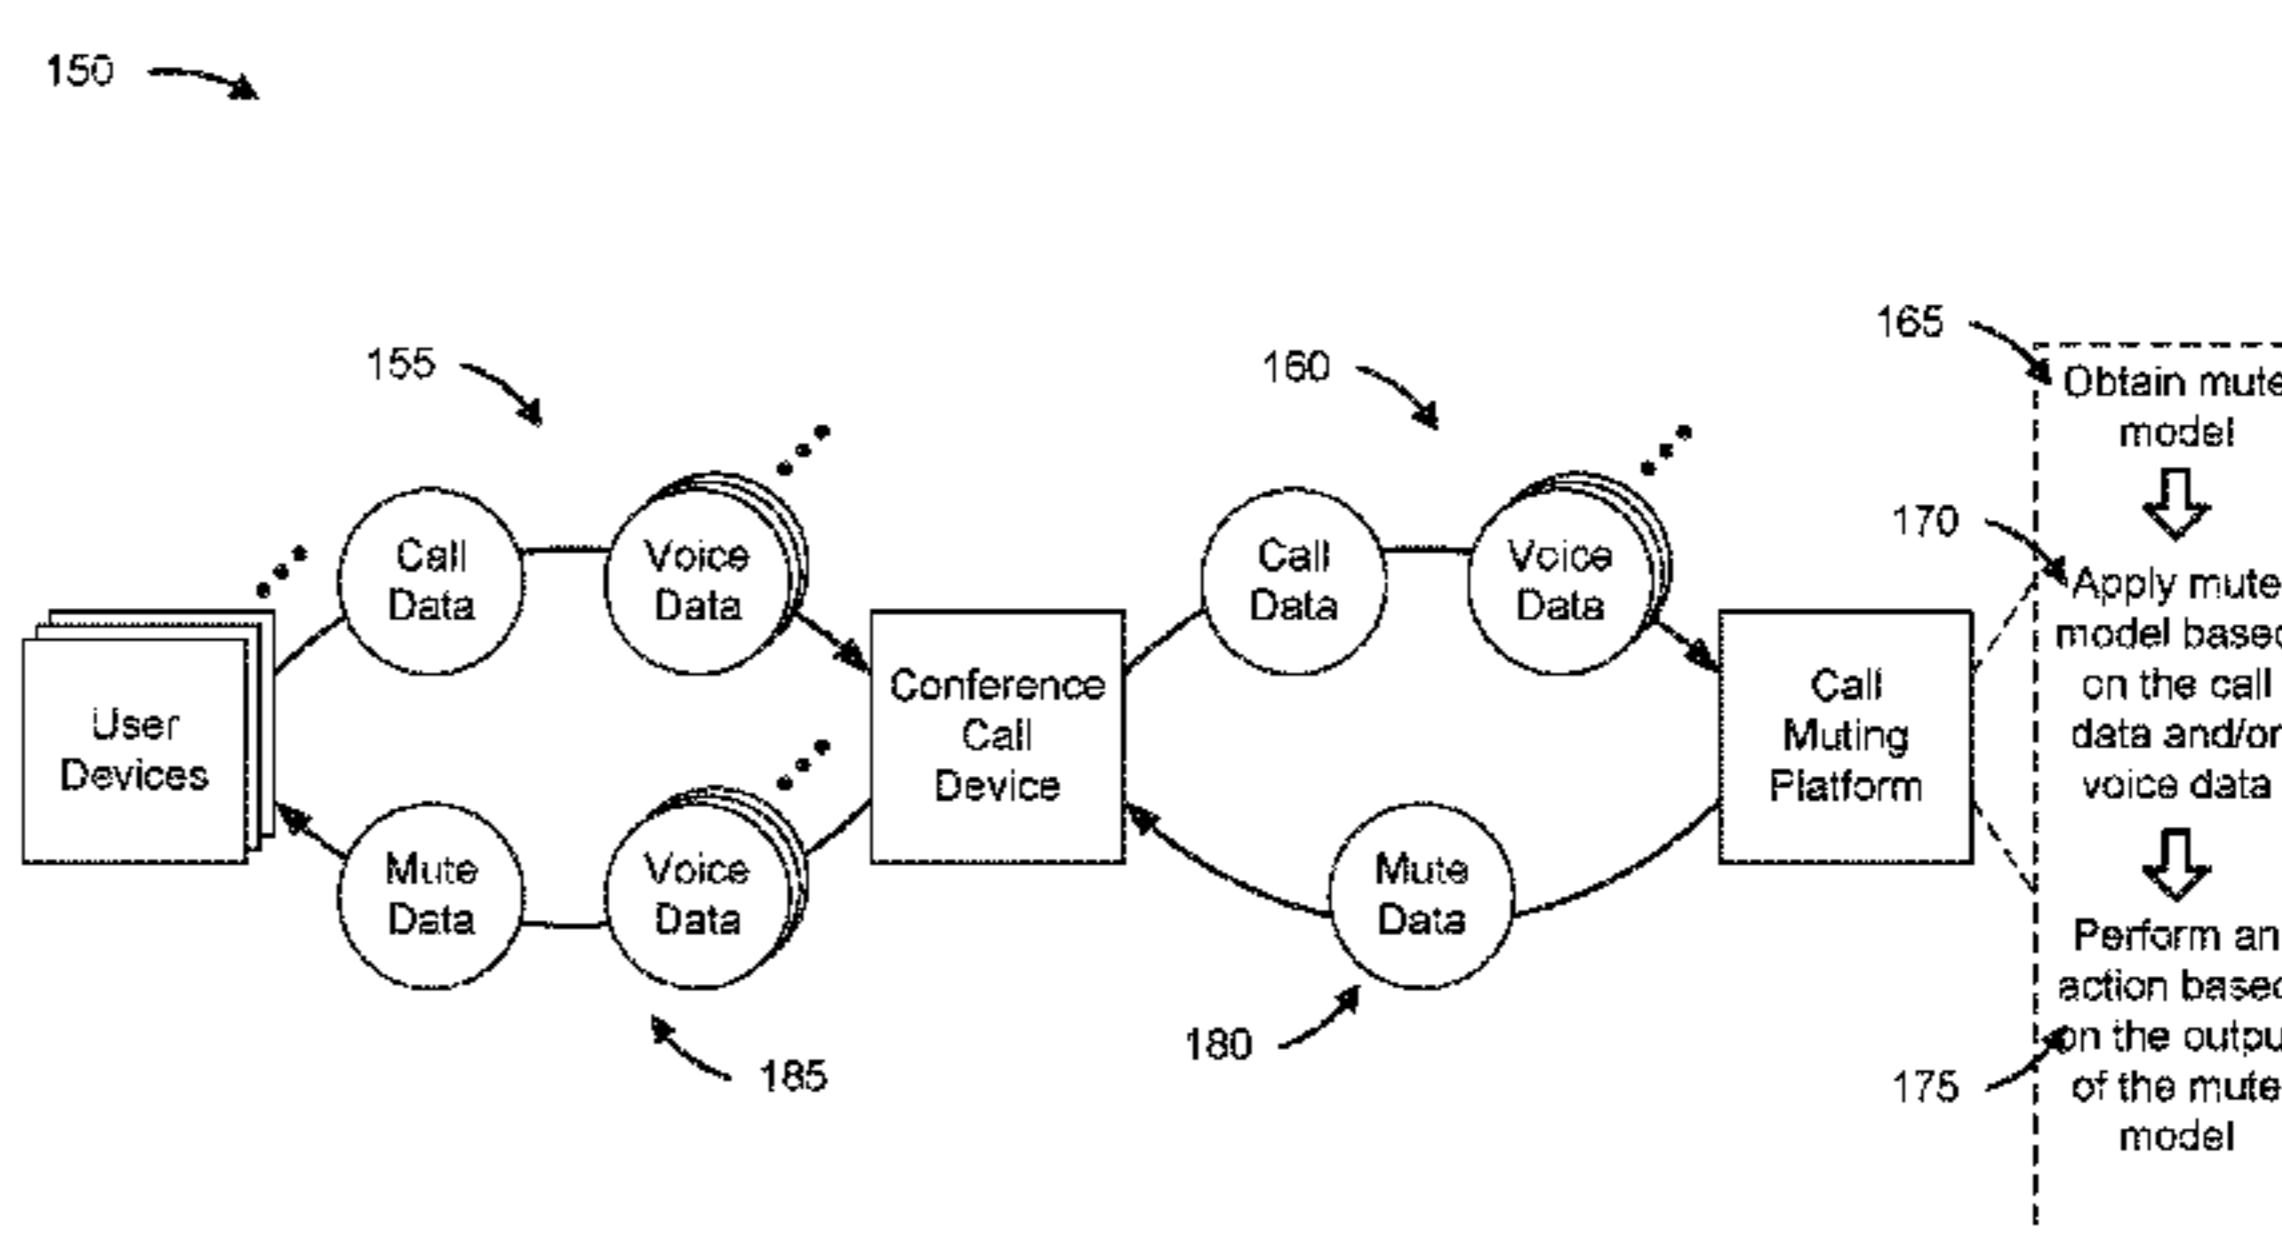 150
155
160
165
Obtain mute
model
170
Apply mute
model based
on the call
data and/or
voice data
Perform an
action based
on the output
of the mute
model
175
Call
Data
Voice
Data
Call
Data
Voice
Data
User
Devices
Conference
Call
Device
Call
Muting
Platform
Mute
Data
Voice
Data
Mute
Data
180
185